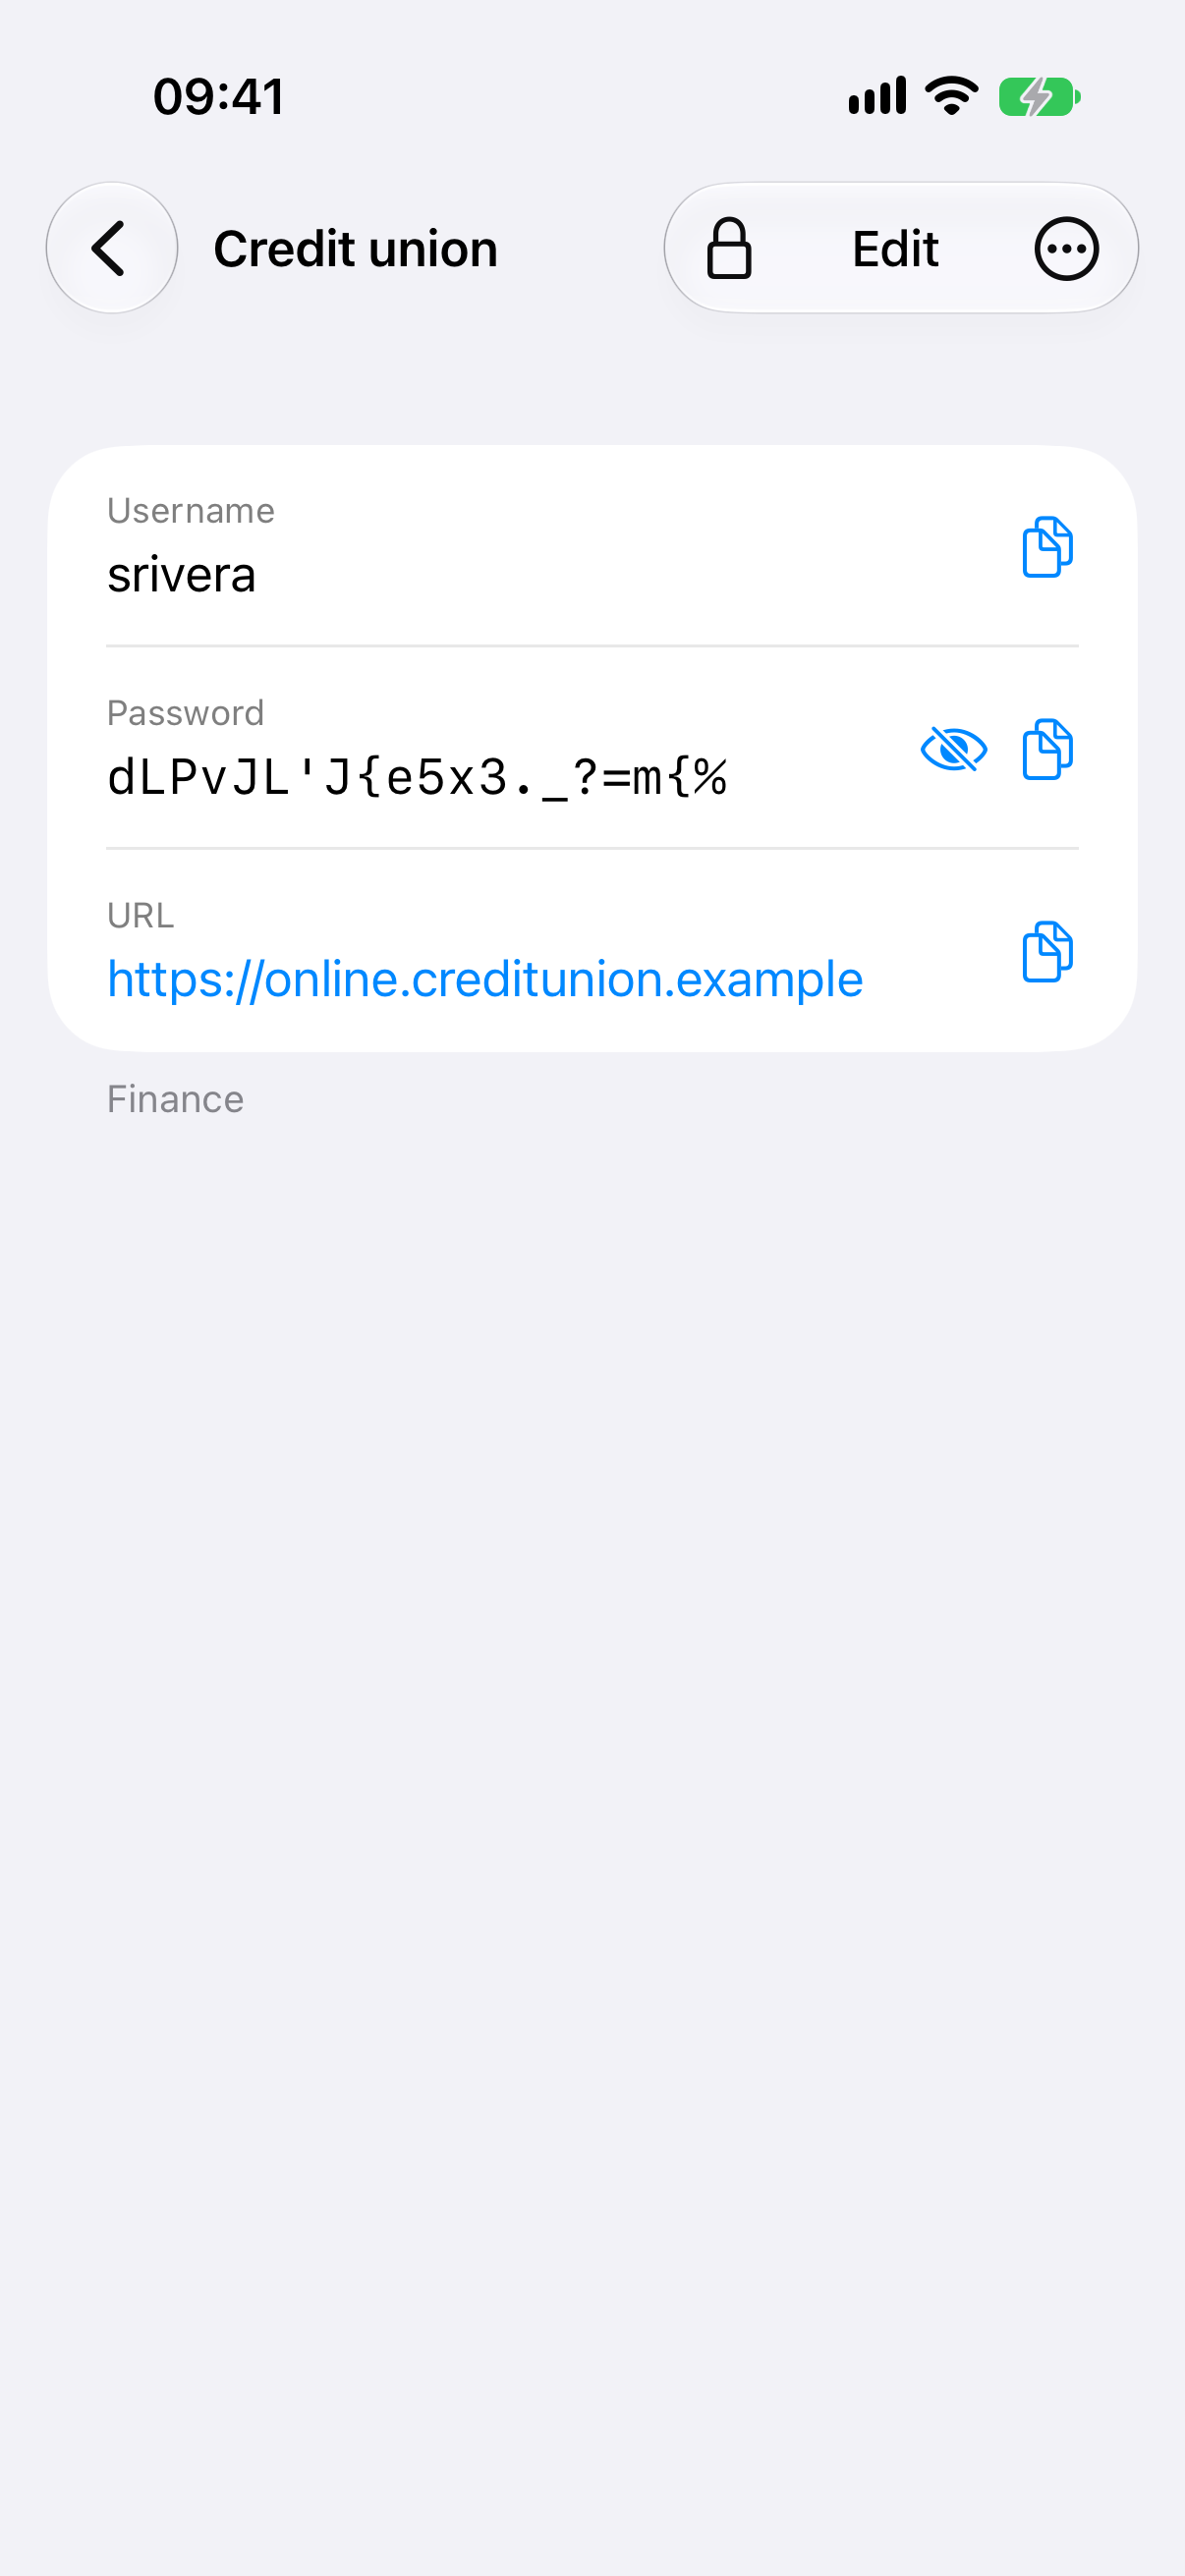 09:41
Credit union
Edit
Username
srivera
Password
dLPvJL'J{e5x3._?=m{%
URL
https://online.creditunion.example
Finance